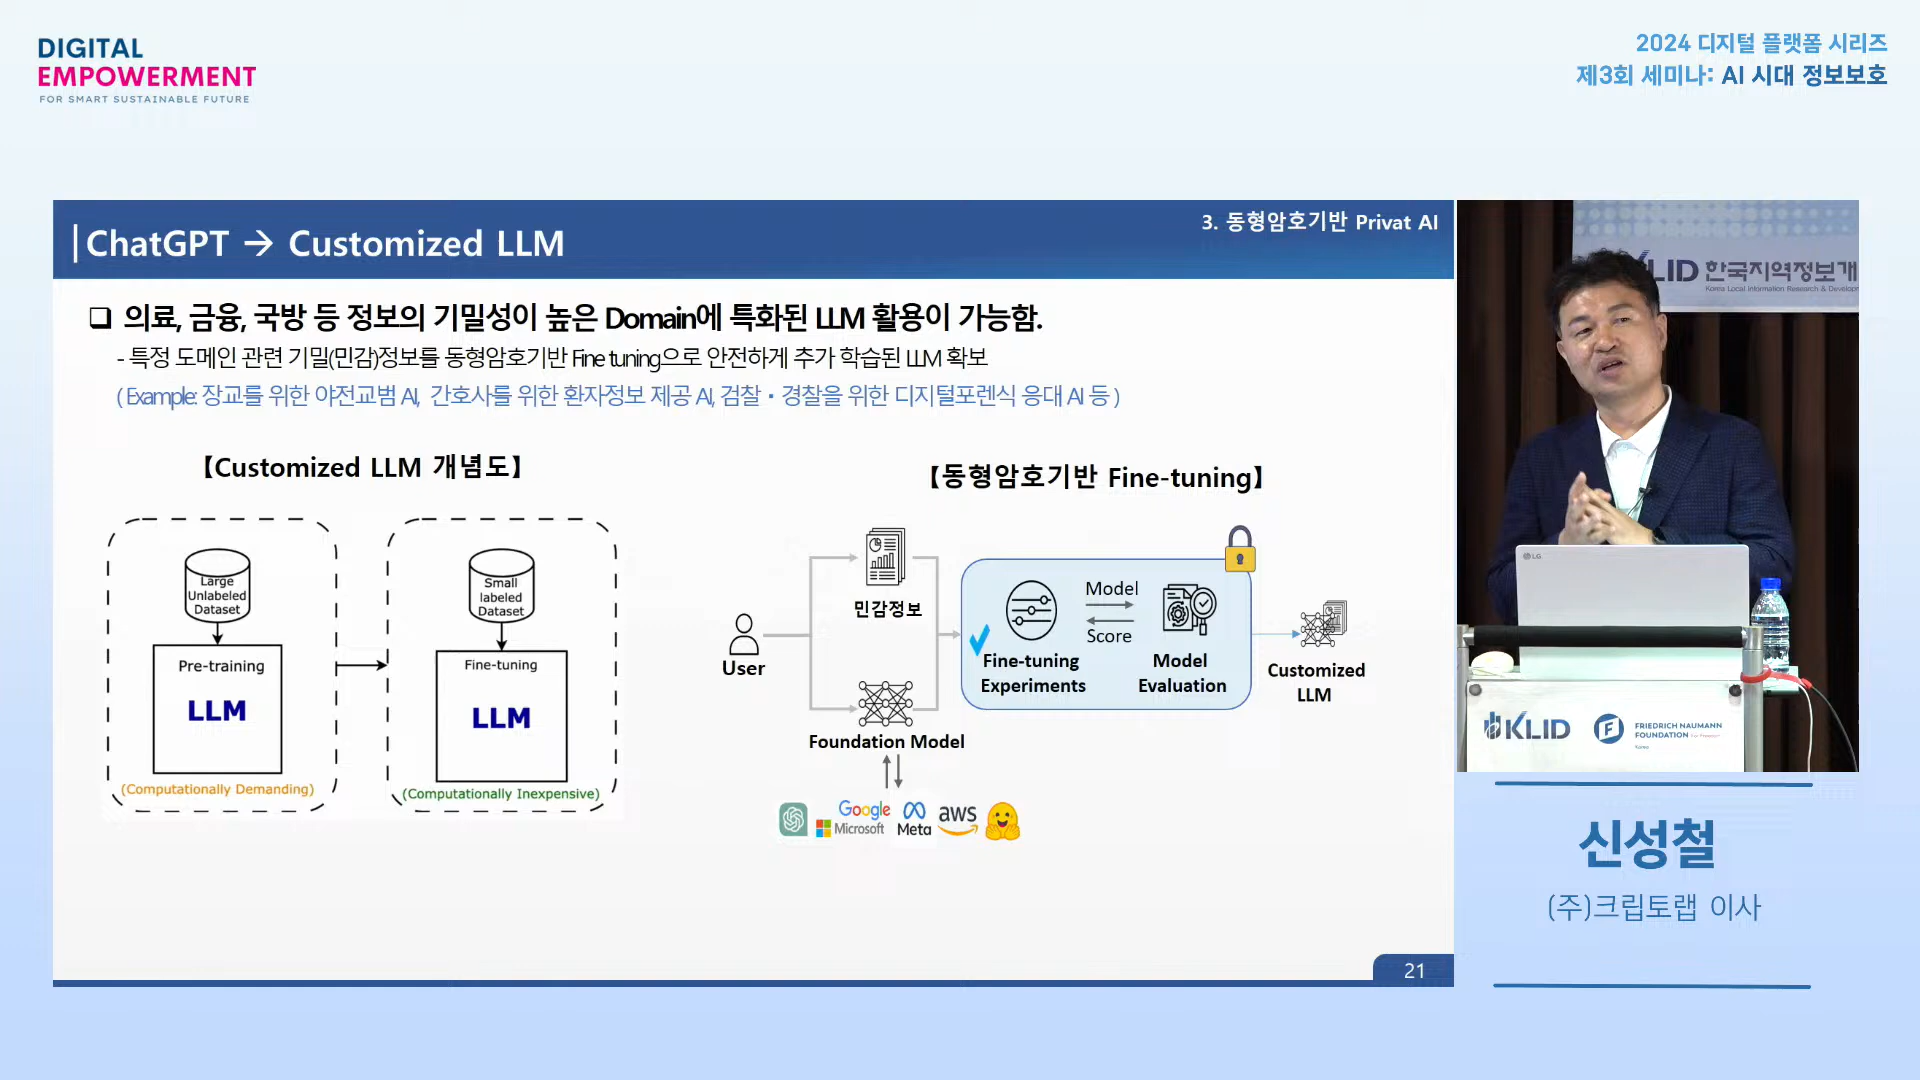 DIGITAL
EMPOWERMENT
FOR SMART SUSTAINABLE FUTURE
2024 디지털 플랫폼 시리즈
제3회 세미나: AI 시대 정보보호
ChatGPT → Customized LLM
3. 동형암호기반 Privat AI
❑ 의료, 금융, 국방 등 정보의 기밀성이 높은 Domain에 특화된 LLM 활용이 가능함.
- 특정 도메인 관련 기밀(민감)정보를 동형암호기반 Fine tuning으로 안전하게 추가 학습된 LLM 확보
( Example: 장교를 위한 야전교범 AI, 간호사를 위한 환자정보 제공 AI, 검찰・경찰을 위한 디지털포렌식 응대 AI 등 )
【Customized LLM 개념도】
Large
Unlabeled
Dataset
Pre-training
LLM
(Computationally Demanding)
Small
labeled
Dataset
Fine-tuning
LLM
(Computationally Inexpensive)
【동형암호기반 Fine-tuning】
User
민감정보
Foundation Model
Google
Microsoft
Meta
aws
Model
Score
Fine-tuning
Experiments
Model
Evaluation
Customized
LLM
21
LID 한국지역정보개
Korea Local Information Research & Develop
LG
KLID
FRIEDRICH NAUMANN
FOUNDATION For Freedom.
신성철
(주)크립토랩 이사